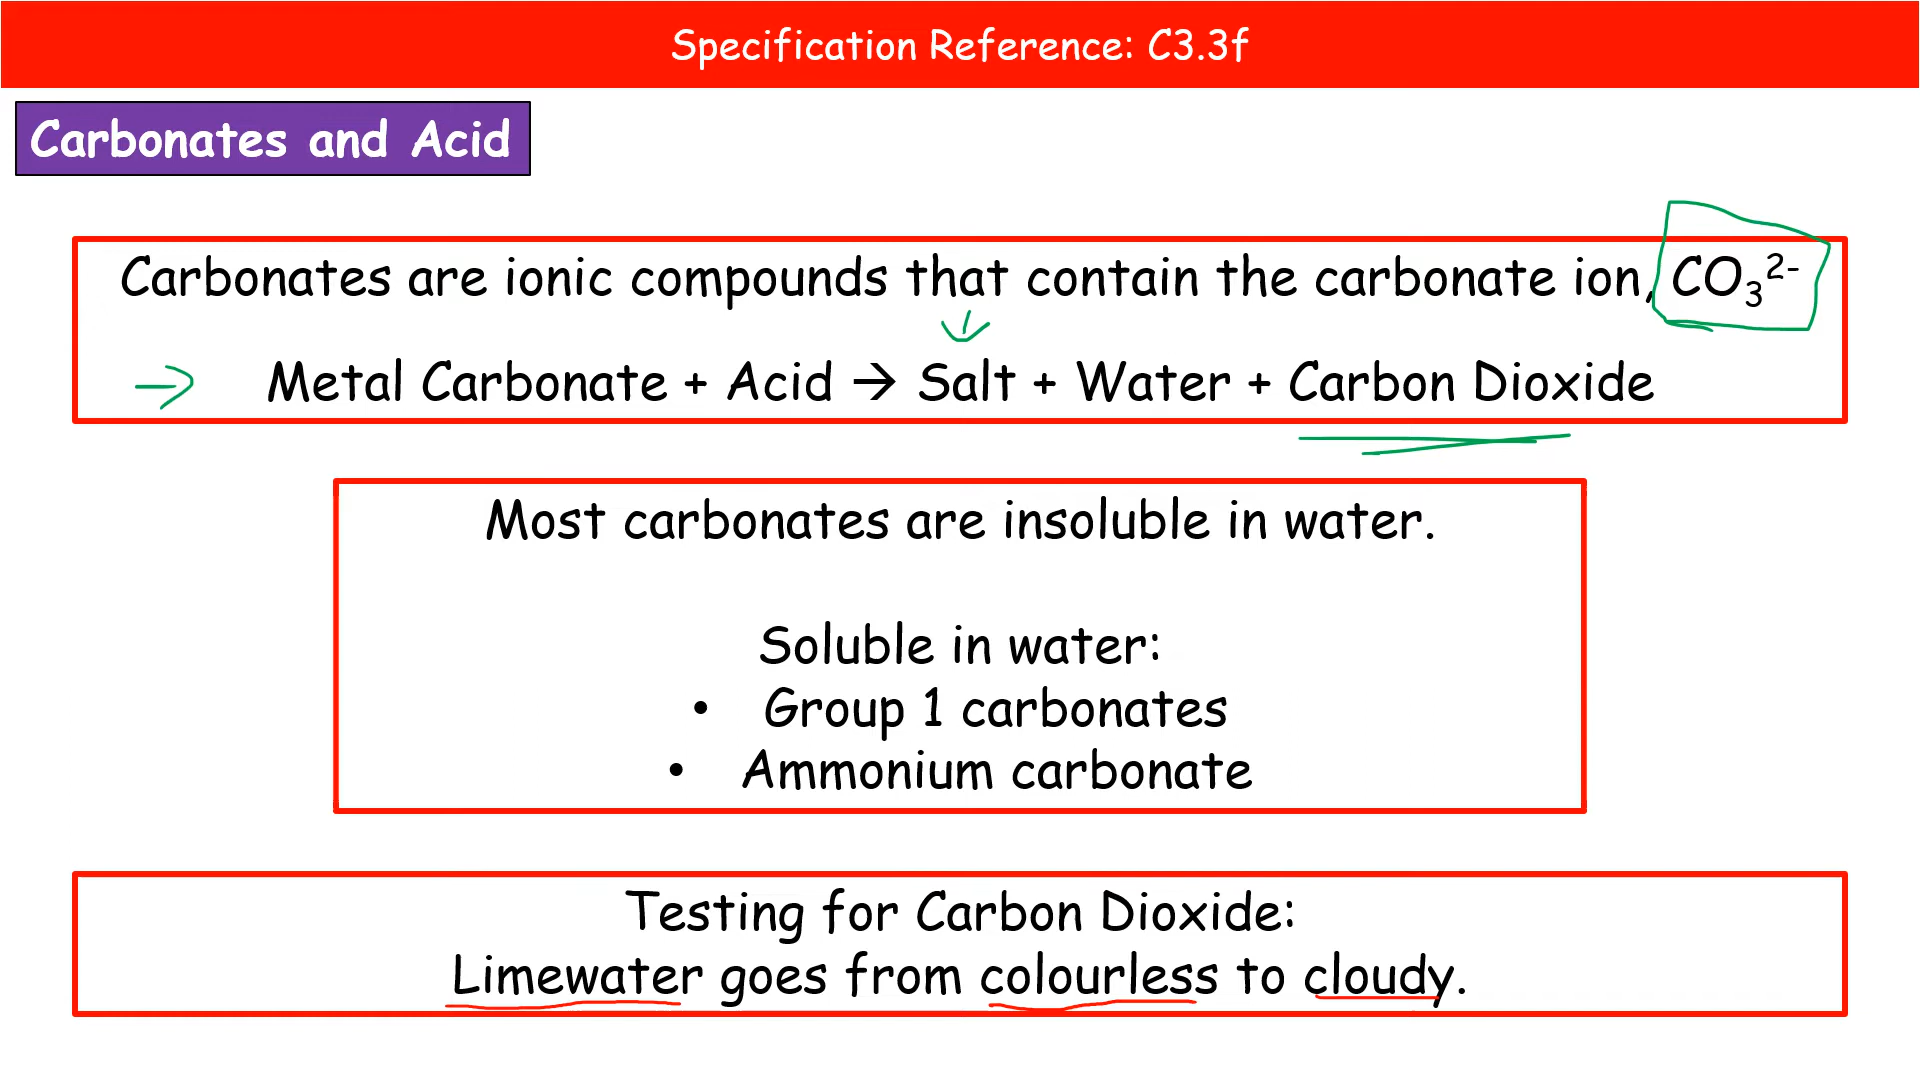 Specification Reference: C3.3f
Carbonates and Acid
Carbonates are ionic compounds that contain the carbonate ion, CO₃²⁻
Metal Carbonate + Acid → Salt + Water + Carbon Dioxide
Most carbonates are insoluble in water.
Soluble in water:
• Group 1 carbonates
• Ammonium carbonate
Testing for Carbon Dioxide:
Limewater goes from colourless to cloudy.